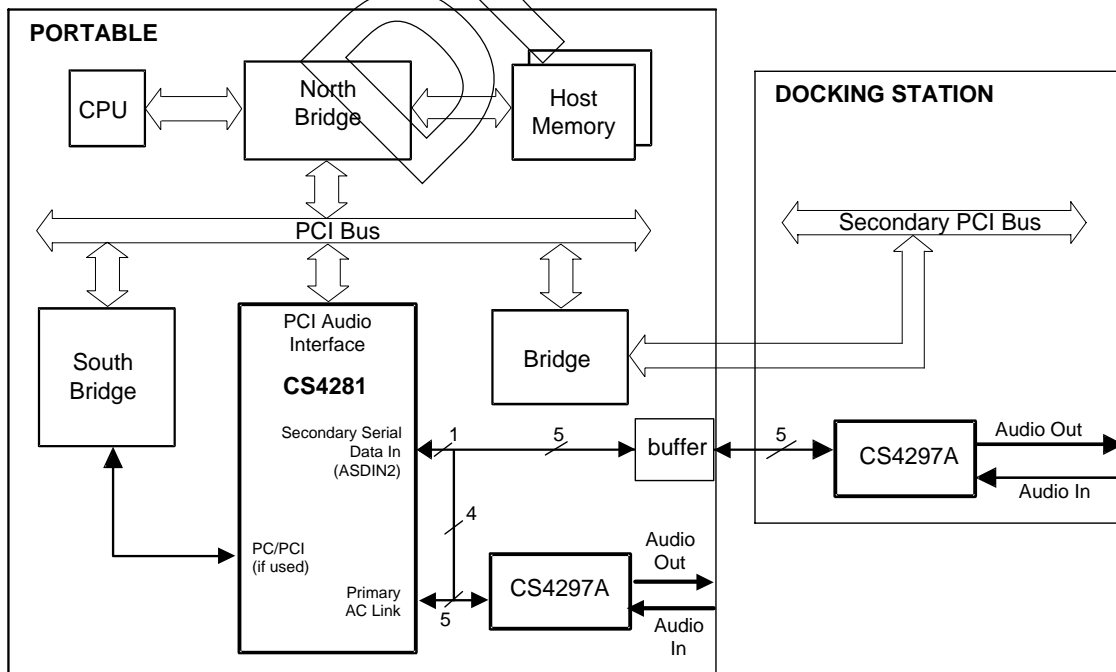 PORTABLE
CPU
North
Bridge
Host
Memory
DOCKING STATION
PCI Bus
Secondary PCI Bus
South
Bridge
PCI Audio
Interface
CS4281
Bridge
Secondary Serial
Data In
(ASDIN2)
1
5
buffer
5
CS4297A
Audio Out
Audio In
4
PC/PCI
(if used)
Primary
AC Link
5
CS4297A
Audio
Out
Audio
In